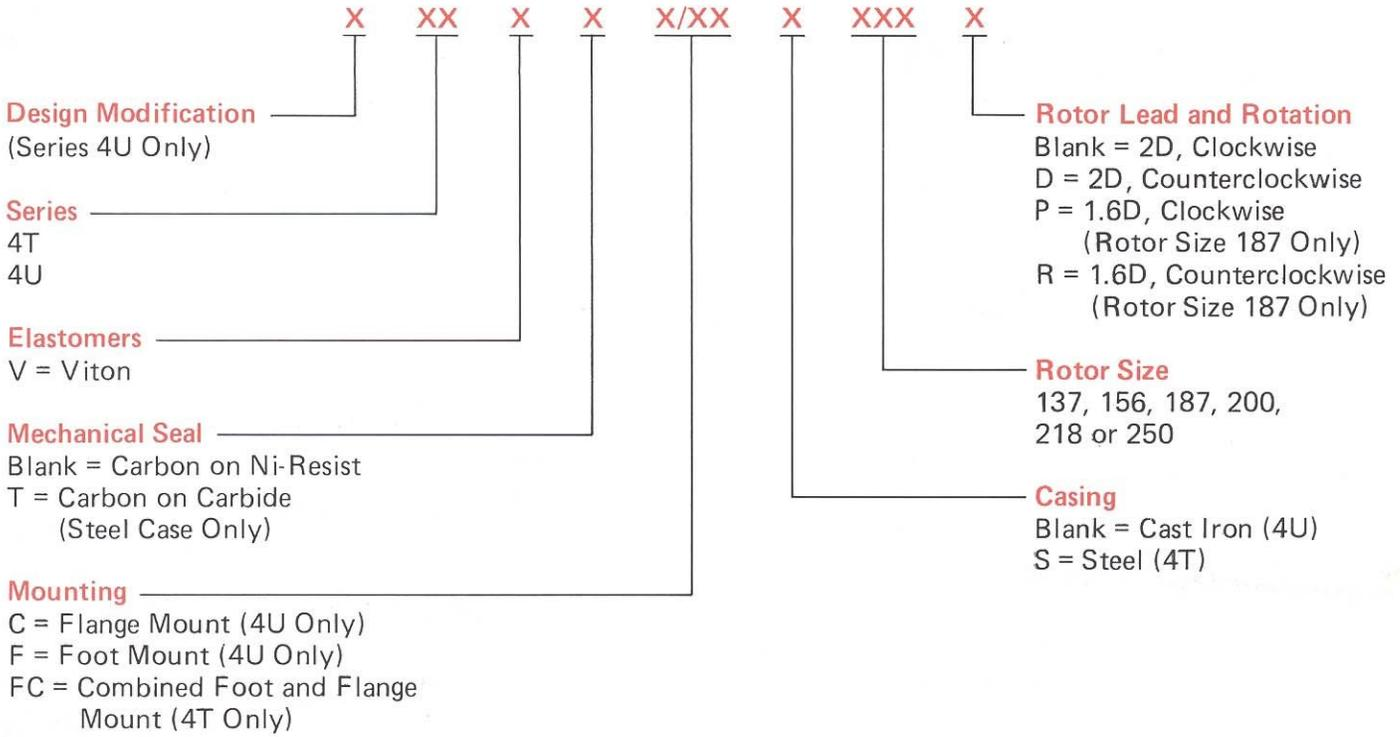 X XX X X X/XX X XXX X
Design Modification
(Series 4U Only)
Series
4T
4U
Elastomers
V = Viton
Mechanical Seal
Blank = Carbon on Ni-Resist
T = Carbon on Carbide
(Steel Case Only)
Mounting
C = Flange Mount (4U Only)
F = Foot Mount (4U Only)
FC = Combined Foot and Flange
Mount (4T Only)
Rotor Lead and Rotation
Blank = 2D, Clockwise
D = 2D, Counterclockwise
P = 1.6D, Clockwise
(Rotor Size 187 Only)
R = 1.6D, Counterclockwise
(Rotor Size 187 Only)
Rotor Size
137, 156, 187, 200,
218 or 250
Casing
Blank = Cast Iron (4U)
S = Steel (4T)